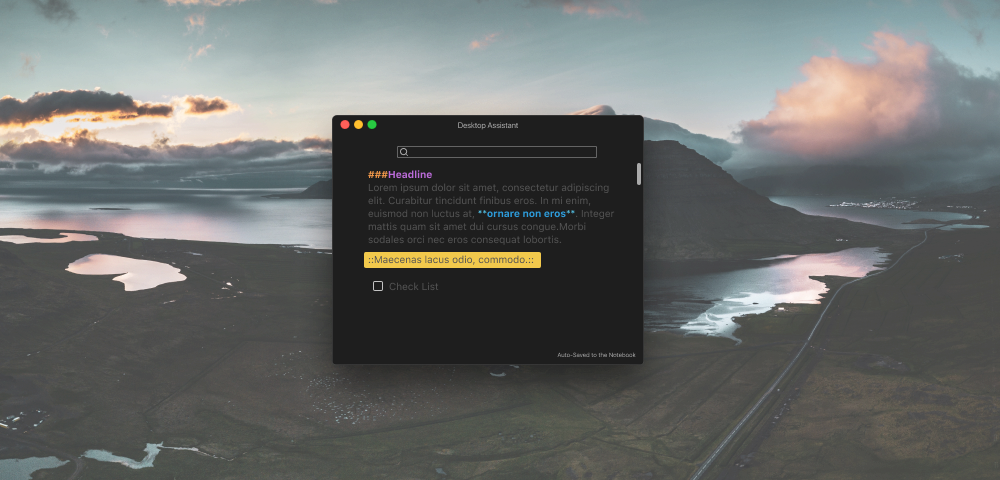 Desktop Assistant
###Headline
Lorem ipsum dolor sit amet, consectetur adipiscing
elit. Curabitur tincidunt finibus eros. In mi enim,
euismod non luctus at, **ornare non eros**. Integer
mattis quam sit amet dui cursus congue.Morbi
sodales orci nec eros consequat lobortis.
::Maecenas lacus odio, commodo.::
Check List
Auto-Saved to the Notebook